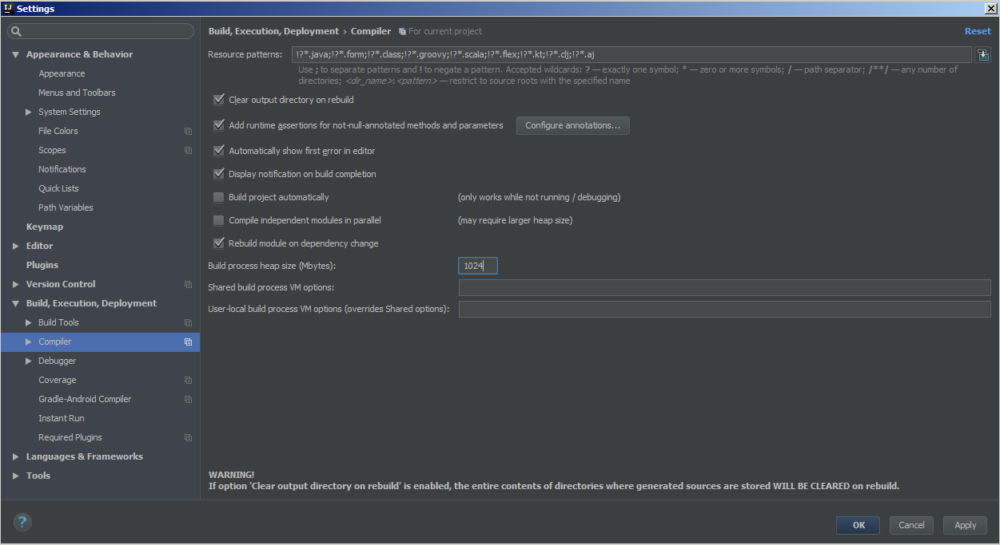 Settings
Build, Execution, Deployment › Compiler For current project Reset
Appearance & Behavior
Appearance
Menus and Toolbars
System Settings
File Colors
Scopes
Notifications
Quick Lists
Path Variables
Keymap
Editor
Plugins
Version Control
Build, Execution, Deployment
Build Tools
Compiler
Debugger
Coverage
Gradle-Android Compiler
Instant Run
Required Plugins
Languages & Frameworks
Tools
Resource patterns: !?*.java;!?*.form;!?*.class;!?*.groovy;!?*.scala;!?*.flex;!?*.kt;!?*.clj;!?*.aj
Use ; to separate patterns and ! to negate a pattern. Accepted wildcards: ? — exactly one symbol; * — zero or more symbols; / — path separator; /**/ — any number of
directories; <dir_name>:<pattern> — restrict to source roots with the specified name
Clear output directory on rebuild
Add runtime assertions for not-null-annotated methods and parameters Configure annotations...
Automatically show first error in editor
Display notification on build completion
Build project automatically (only works while not running / debugging)
Compile independent modules in parallel (may require larger heap size)
Rebuild module on dependency change
Build process heap size (Mbytes): 1024
Shared build process VM options:
User-local build process VM options (overrides Shared options):
WARNING!
If option 'Clear output directory on rebuild' is enabled, the entire contents of directories where generated sources are stored WILL BE CLEARED on rebuild.
? OK Cancel Apply